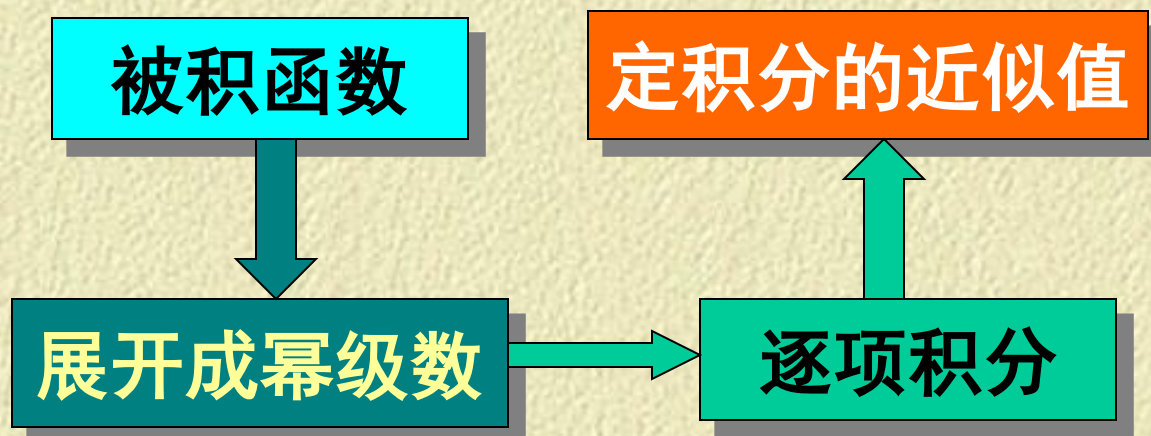 被积函数
定积分的近似值
展开成幂级数
逐项积分